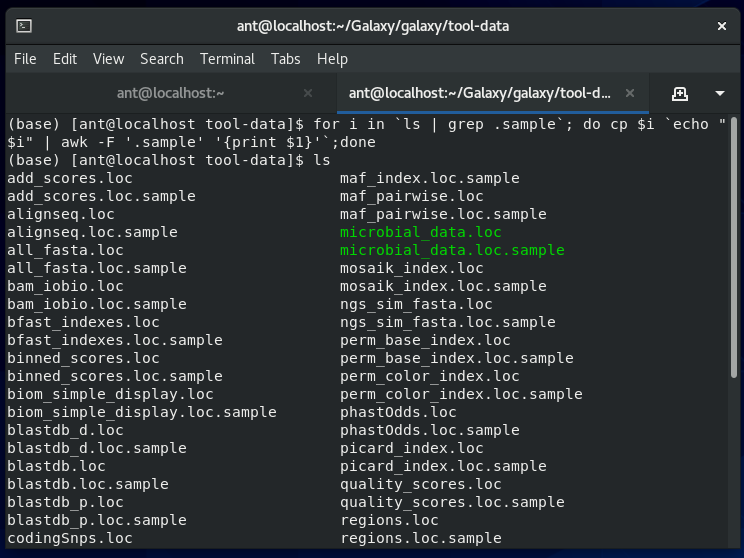 ant@localhost:~/Galaxy/galaxy/tool-data
File Edit View Search Terminal Tabs Help
ant@localhost:~ ant@localhost:~/Galaxy/galaxy/tool-d...
(base) [ant@localhost tool-data]$ for i in `ls | grep .sample`; do cp $i `echo "
$i" | awk -F '.sample' '{print $1}'`;done
(base) [ant@localhost tool-data]$ ls
add_scores.loc maf_index.loc.sample
add_scores.loc.sample maf_pairwise.loc
alignseq.loc maf_pairwise.loc.sample
alignseq.loc.sample microbial_data.loc
all_fasta.loc microbial_data.loc.sample
all_fasta.loc.sample mosaik_index.loc
bam_iobio.loc mosaik_index.loc.sample
bam_iobio.loc.sample ngs_sim_fasta.loc
bfast_indexes.loc ngs_sim_fasta.loc.sample
bfast_indexes.loc.sample perm_base_index.loc
binned_scores.loc perm_base_index.loc.sample
binned_scores.loc.sample perm_color_index.loc
biom_simple_display.loc perm_color_index.loc.sample
biom_simple_display.loc.sample phastOdds.loc
blastdb_d.loc phastOdds.loc.sample
blastdb_d.loc.sample picard_index.loc
blastdb.loc picard_index.loc.sample
blastdb.loc.sample quality_scores.loc
blastdb_p.loc quality_scores.loc.sample
blastdb_p.loc.sample regions.loc
codingSnps.loc regions.loc.sample